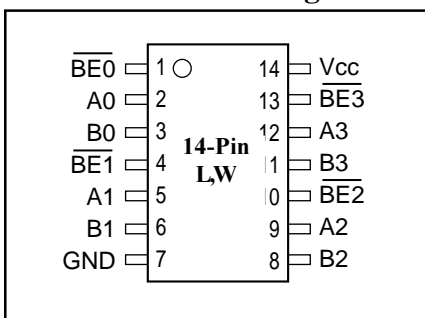 BE0 1 14 Vcc
A0 2 13 BE3
B0 3 12 A3
14-Pin
BE1 4 11 B3
L,W
A1 5 10 BE2
B1 6 9 A2
GND 7 8 B2